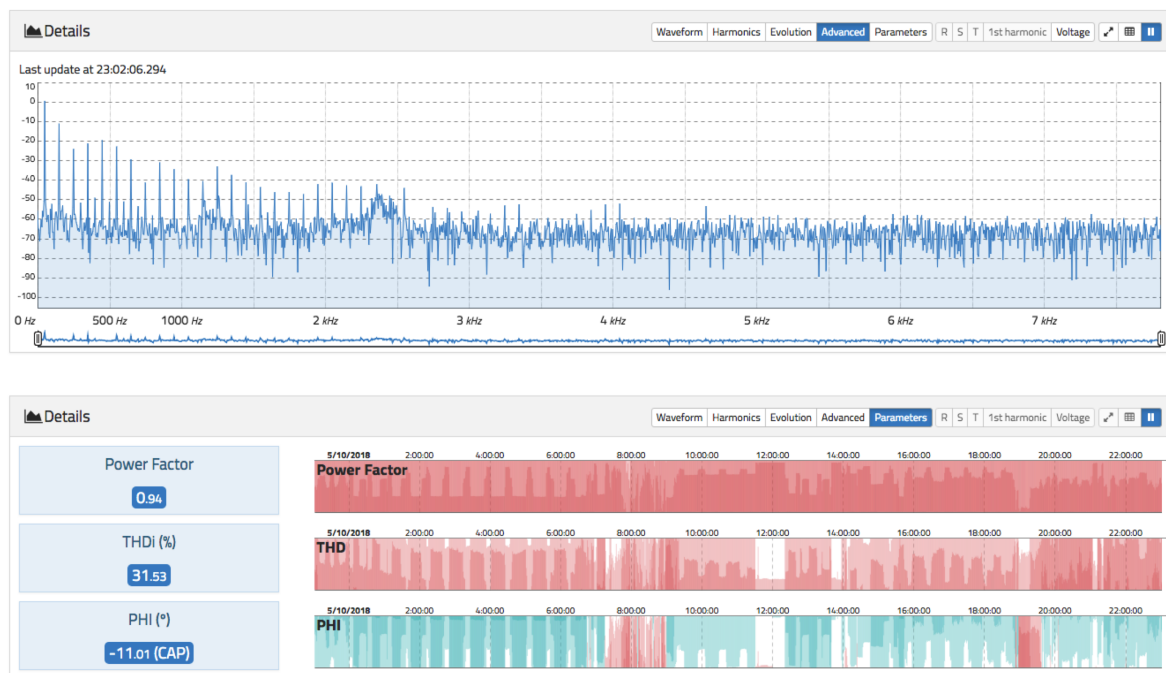 Details
Waveform Harmonics Evolution Advanced Parameters R S T 1st harmonic Voltage
Last update at 23:02:06.294
10
0
-10
-20
-30
-40
-50
-60
-70
-80
-90
-100
0 Hz 500 Hz 1000 Hz 2 kHz 3 kHz 4 kHz 5 kHz 6 kHz 7 kHz
Details
Waveform Harmonics Evolution Advanced Parameters R S T 1st harmonic Voltage
Power Factor
0.94
5/10/2018 2:00:00 4:00:00 6:00:00 8:00:00 10:00:00 12:00:00 14:00:00 16:00:00 18:00:00 20:00:00 22:00:00
Power Factor
THDi (%)
31.53
5/10/2018 2:00:00 4:00:00 6:00:00 8:00:00 10:00:00 12:00:00 14:00:00 16:00:00 18:00:00 20:00:00 22:00:00
THD
PHI (º)
-11.01 (CAP)
5/10/2018 2:00:00 4:00:00 6:00:00 8:00:00 10:00:00 12:00:00 14:00:00 16:00:00 18:00:00 20:00:00 22:00:00
PHI